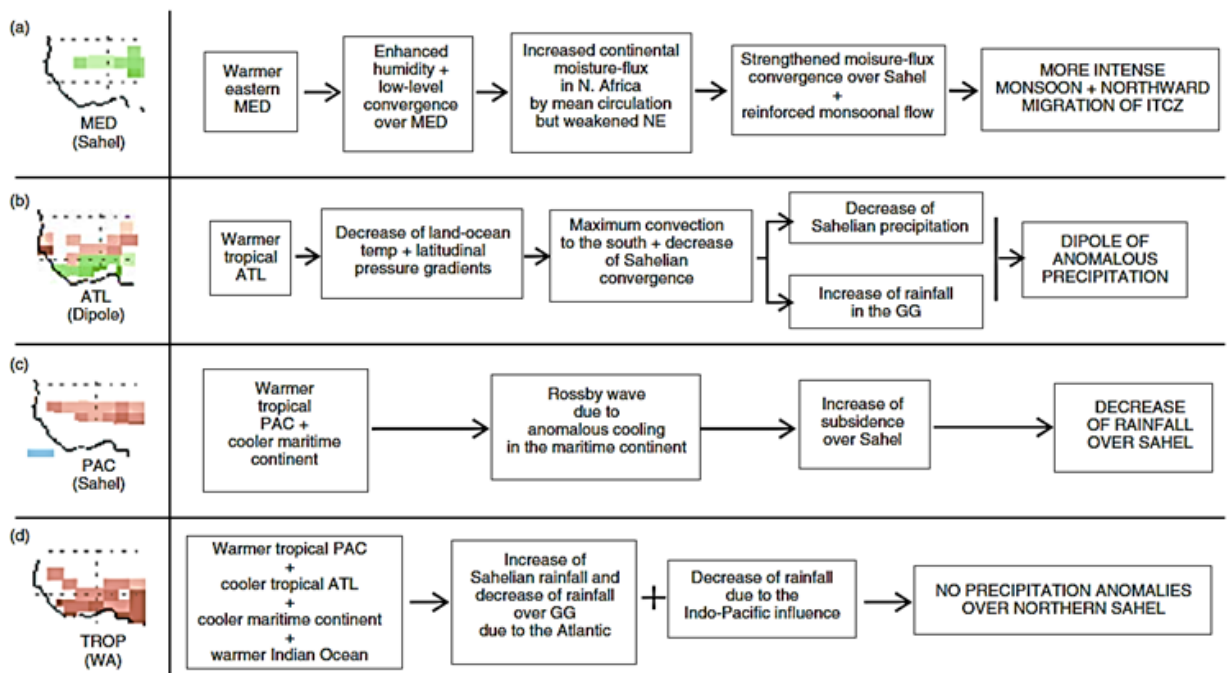 (a)
MED
(Sahel)
Warmer
eastern
MED
Enhanced
humidity +
low-level
convergence
over MED
Increased continental
moisture-flux
in N. Africa
by mean circulation
but weakened NE
Strengthened moisure-flux
convergence over Sahel
+
reinforced monsoonal flow
MORE INTENSE
MONSOON + NORTHWARD
MIGRATION OF ITCZ
(b)
ATL
(Dipole)
Warmer
tropical
ATL
Decrease of land-ocean
temp + latitudinal
pressure gradients
Maximum convection
to the south + decrease
of Sahelian
convergence
Decrease of
Sahelian precipitation
Increase of rainfall
in the GG
DIPOLE OF
ANOMALOUS
PRECIPITATION
(c)
PAC
(Sahel)
Warmer
tropical
PAC +
cooler maritime
continent
Rossby wave
due to
anomalous cooling
in the maritime continent
Increase of
subsidence
over Sahel
DECREASE
OF RAINFALL
OVER SAHEL
(d)
TROP
(WA)
Warmer tropical PAC
+
cooler tropical ATL
+
cooler maritime continent
+
warmer Indian Ocean
Increase of
Sahelian rainfall and
decrease of rainfall
over GG
due to the Atlantic
+
Decrease of rainfall
due to the
Indo-Pacific influence
NO PRECIPITATION ANOMALIES
OVER NORTHERN SAHEL